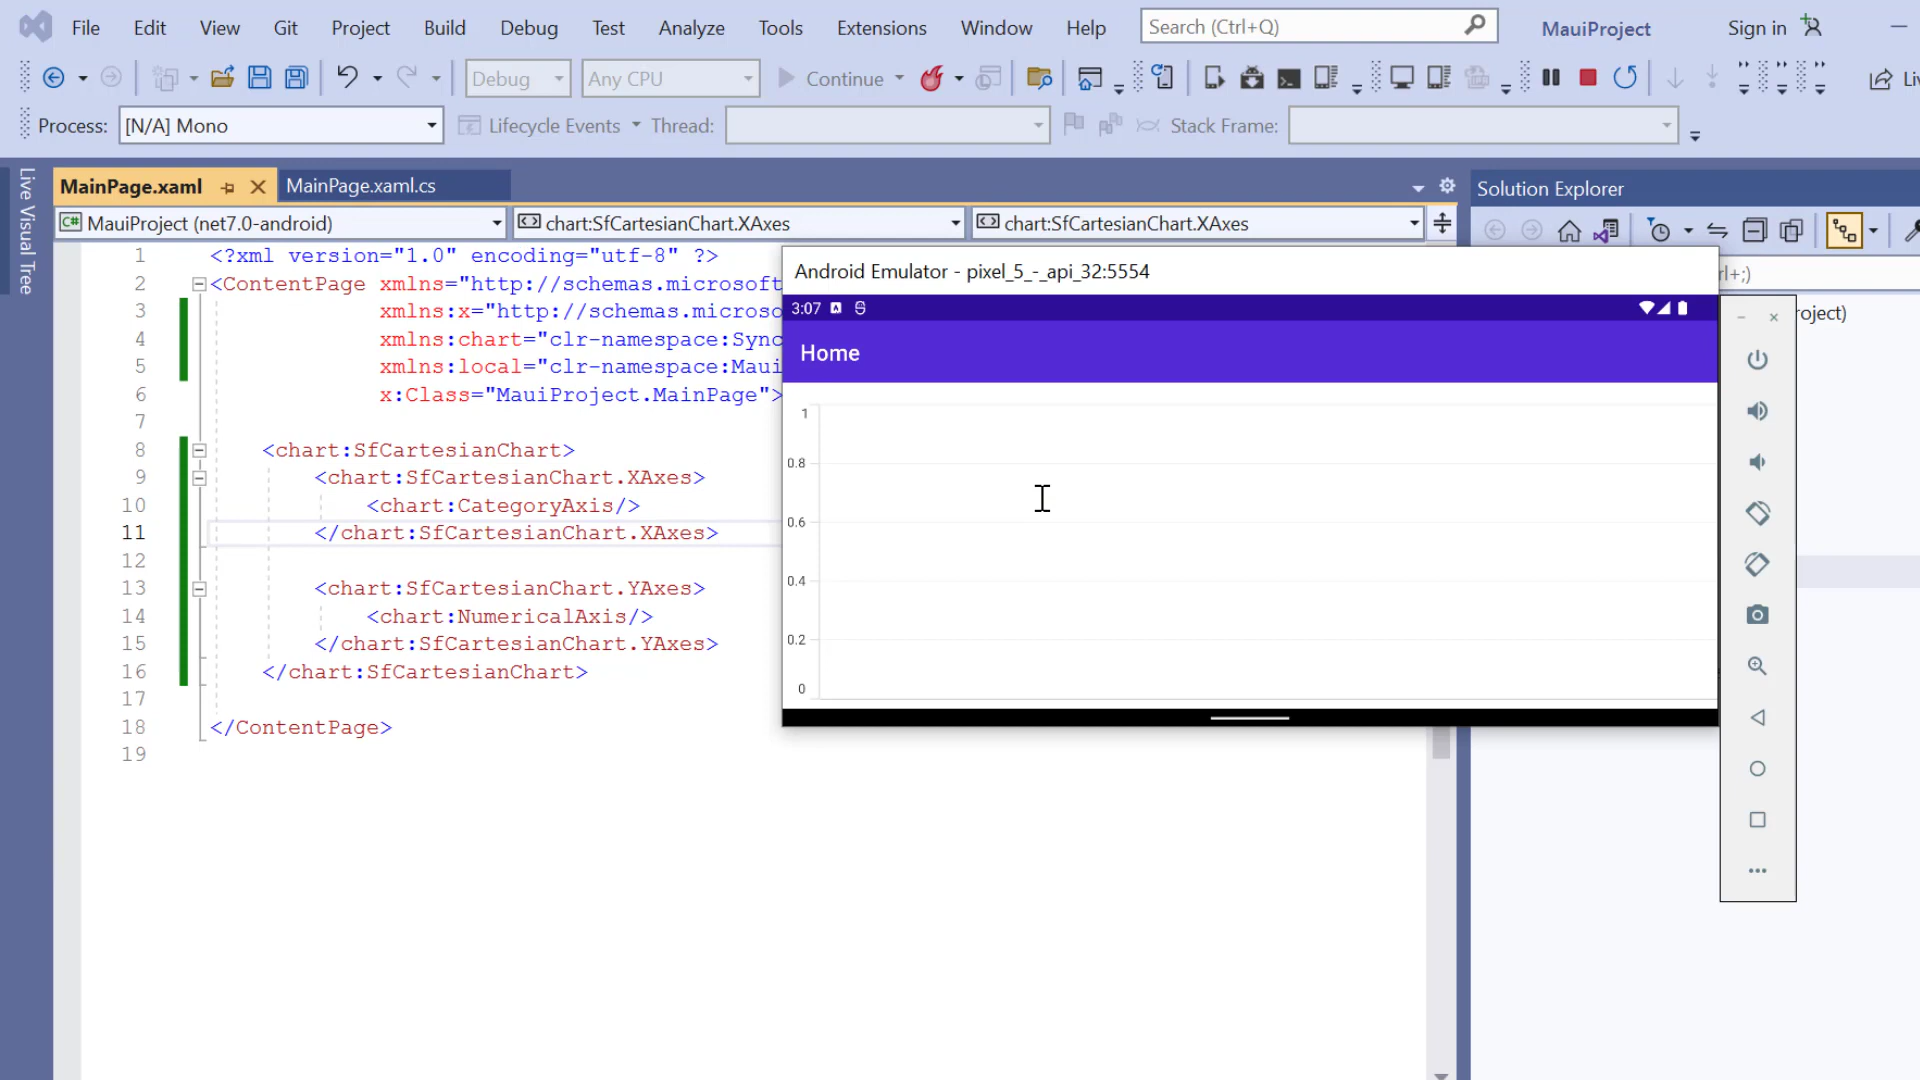 File Edit View Git Project Build Debug Test Analyze Tools Extensions Window Help Search (Ctrl+Q) MauiProject Sign in
Debug Any CPU Continue
Process: [N/A] Mono Lifecycle Events Thread: Stack Frame:
Live Visual Tree
MainPage.xaml MainPage.xaml.cs
Solution Explorer
MauiProject (net7.0-android) chart:SfCartesianChart.XAxes chart:SfCartesianChart.XAxes
1 <?xml version="1.0" encoding="utf-8" ?>
2 <ContentPage xmlns="http://schemas.microsoft
3 xmlns:x="http://schemas.microso
4 xmlns:chart="clr-namespace:Sync
5 xmlns:local="clr-namespace:Maui
6 x:Class="MauiProject.MainPage">
7
8 <chart:SfCartesianChart>
9 <chart:SfCartesianChart.XAxes>
10 <chart:CategoryAxis/>
11 </chart:SfCartesianChart.XAxes>
12
13 <chart:SfCartesianChart.YAxes>
14 <chart:NumericalAxis/>
15 </chart:SfCartesianChart.YAxes>
16 </chart:SfCartesianChart>
17
18 </ContentPage>
19
Android Emulator - pixel_5_-_api_32:5554
3:07
Home
1
0.8
0.6
0.4
0.2
0
rl+;)
roject)